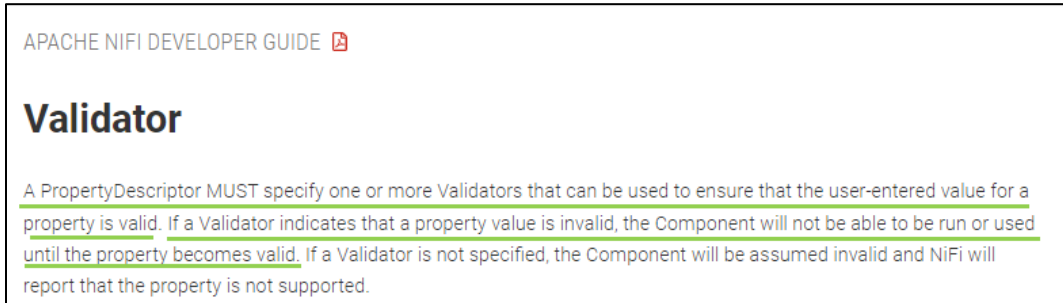 APACHE NIFI DEVELOPER GUIDE
Validator
A PropertyDescriptor MUST specify one or more Validators that can be used to ensure that the user-entered value for a
property is valid. If a Validator indicates that a property value is invalid, the Component will not be able to be run or used
until the property becomes valid. If a Validator is not specified, the Component will be assumed invalid and NiFi will
report that the property is not supported.